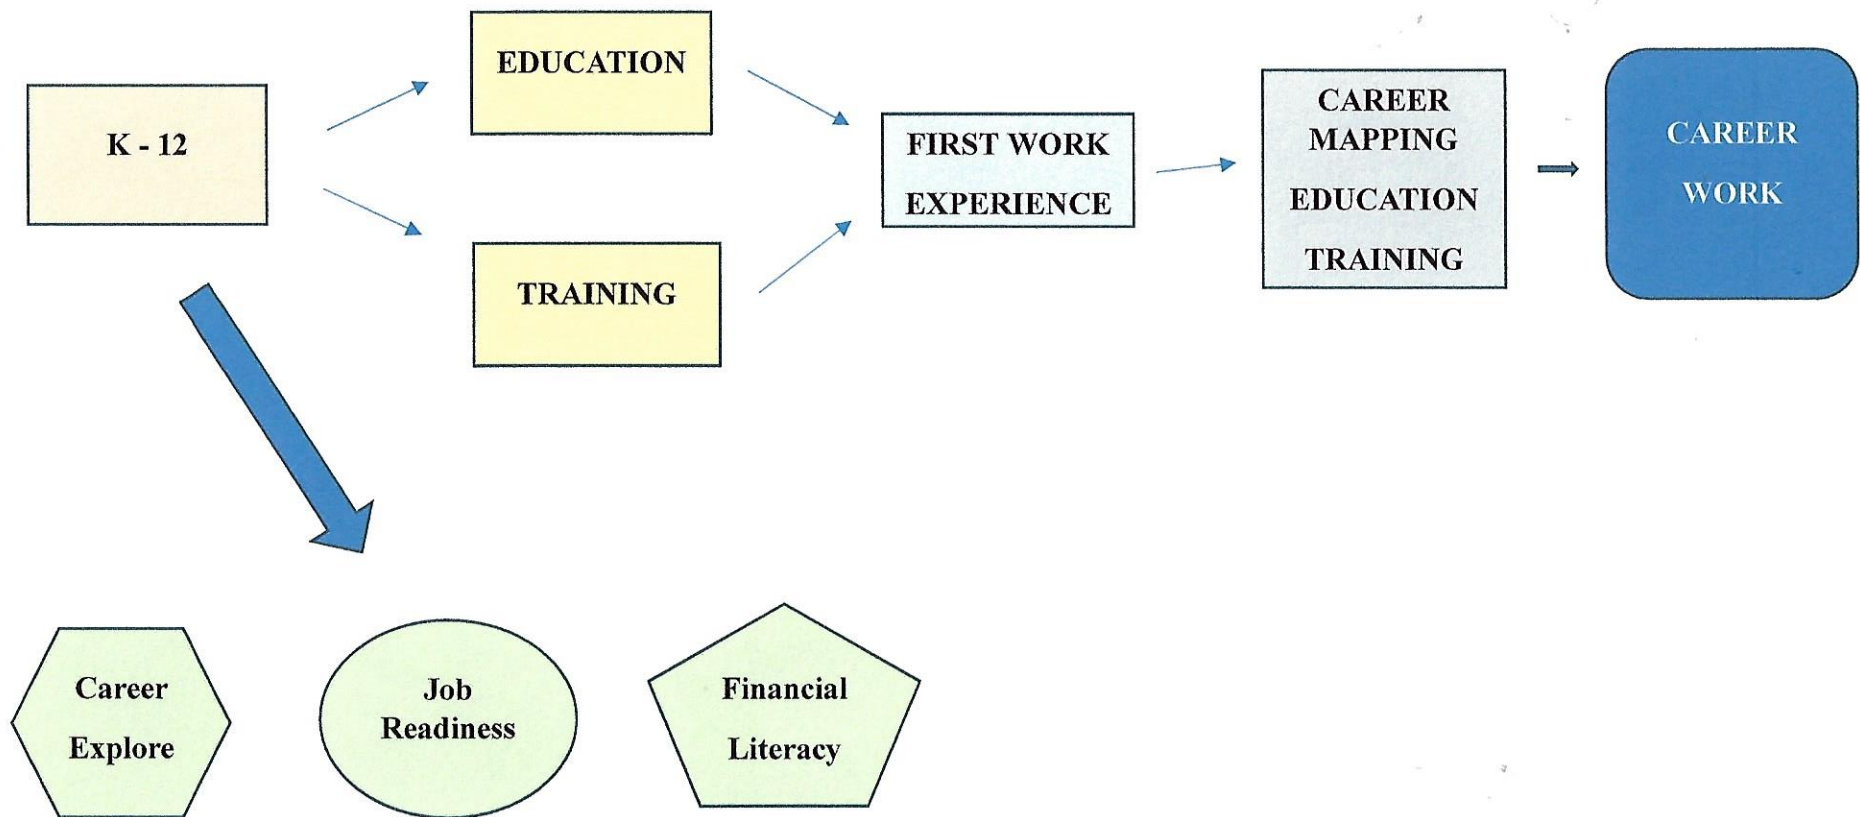 K - 12
EDUCATION
TRAINING
FIRST WORK
EXPERIENCE
CAREER
MAPPING
EDUCATION
TRAINING
CAREER
WORK
Career
Explore
Job
Readiness
Financial
Literacy